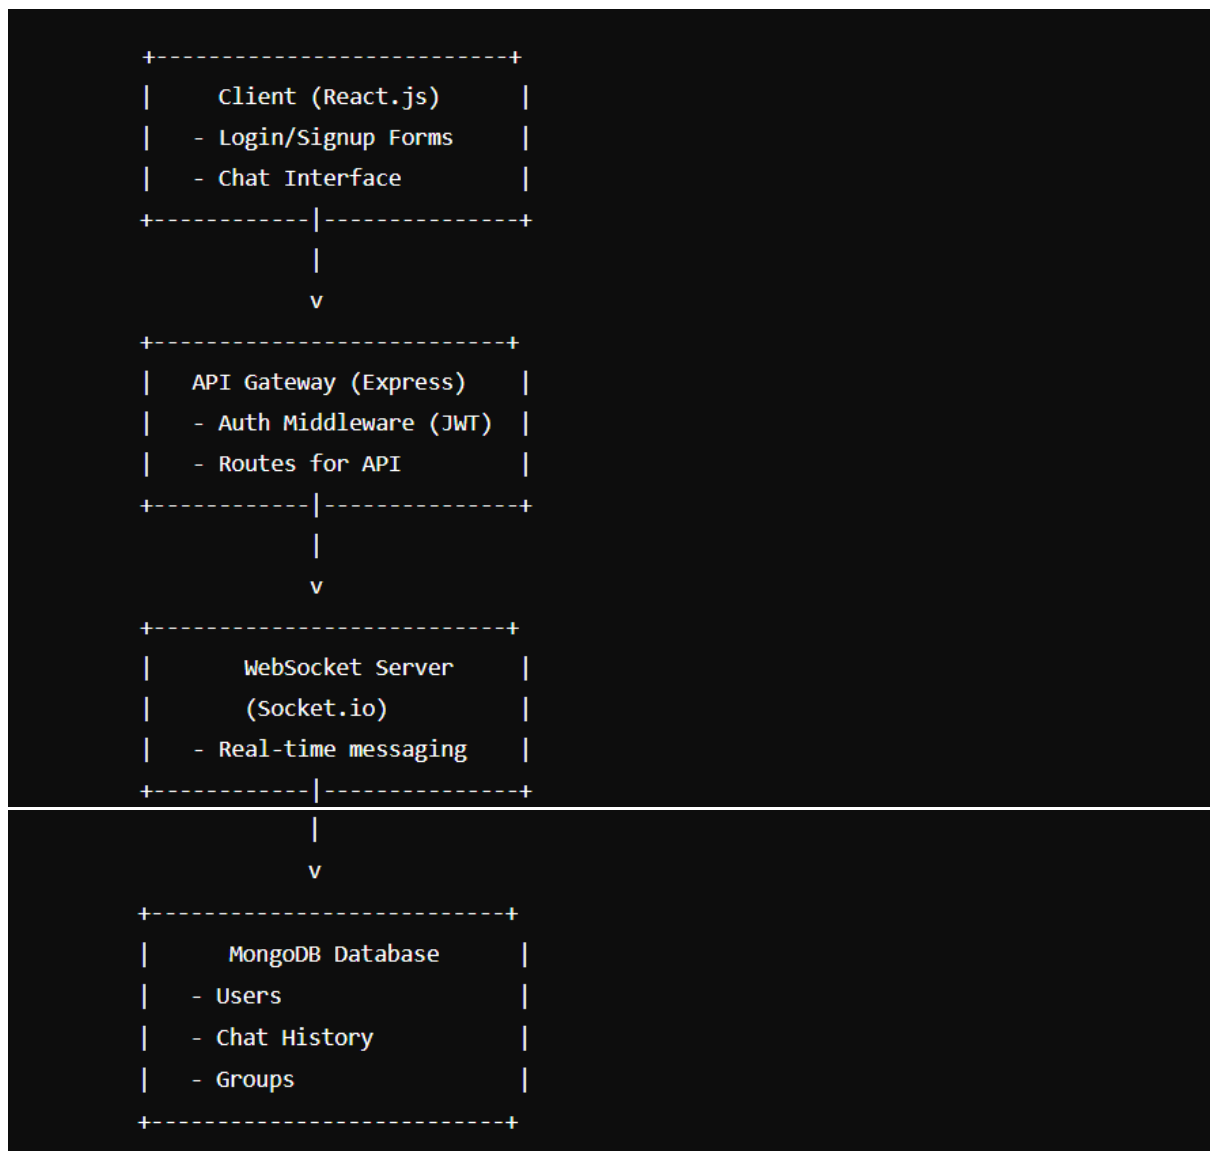 +---------------------------+
|     Client (React.js)      |
|   - Login/Signup Forms     |
|   - Chat Interface         |
+------------|---------------+
             |
             v
+---------------------------+
|   API Gateway (Express)    |
|   - Auth Middleware (JWT)  |
|   - Routes for API         |
+------------|---------------+
             |
             v
+---------------------------+
|       WebSocket Server     |
|       (Socket.io)          |
|   - Real-time messaging    |
+------------|---------------+
             |
             v
+---------------------------+
|      MongoDB Database      |
|   - Users                  |
|   - Chat History           |
|   - Groups                 |
+---------------------------+